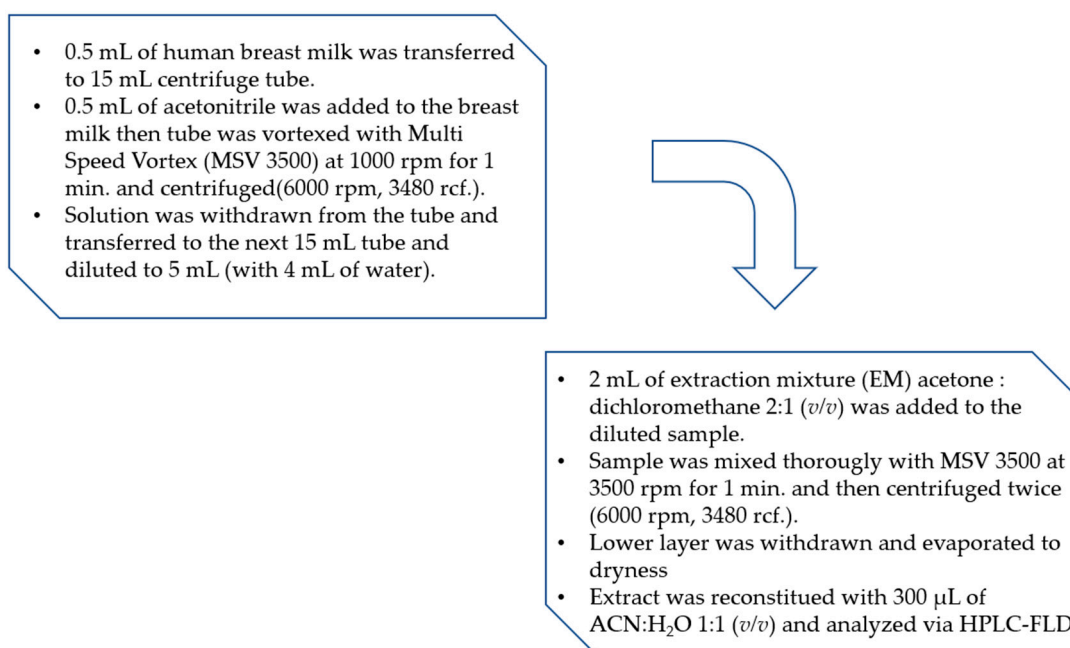 • 0.5 mL of human breast milk was transferred
to 15 mL centrifuge tube.
• 0.5 mL of acetonitrile was added to the breast
milk then tube was vortexed with Multi
Speed Vortex (MSV 3500) at 1000 rpm for 1
min. and centrifuged(6000 rpm, 3480 rcf.).
• Solution was withdrawn from the tube and
transferred to the next 15 mL tube and
diluted to 5 mL (with 4 mL of water).
• 2 mL of extraction mixture (EM) acetone :
dichloromethane 2:1 (v/v) was added to the
diluted sample.
• Sample was mixed thorougly with MSV 3500 at
3500 rpm for 1 min. and then centrifuged twice
(6000 rpm, 3480 rcf.).
• Lower layer was withdrawn and evaporated to
dryness
• Extract was reconstitued with 300 µL of
ACN:H₂O 1:1 (v/v) and analyzed via HPLC-FLD